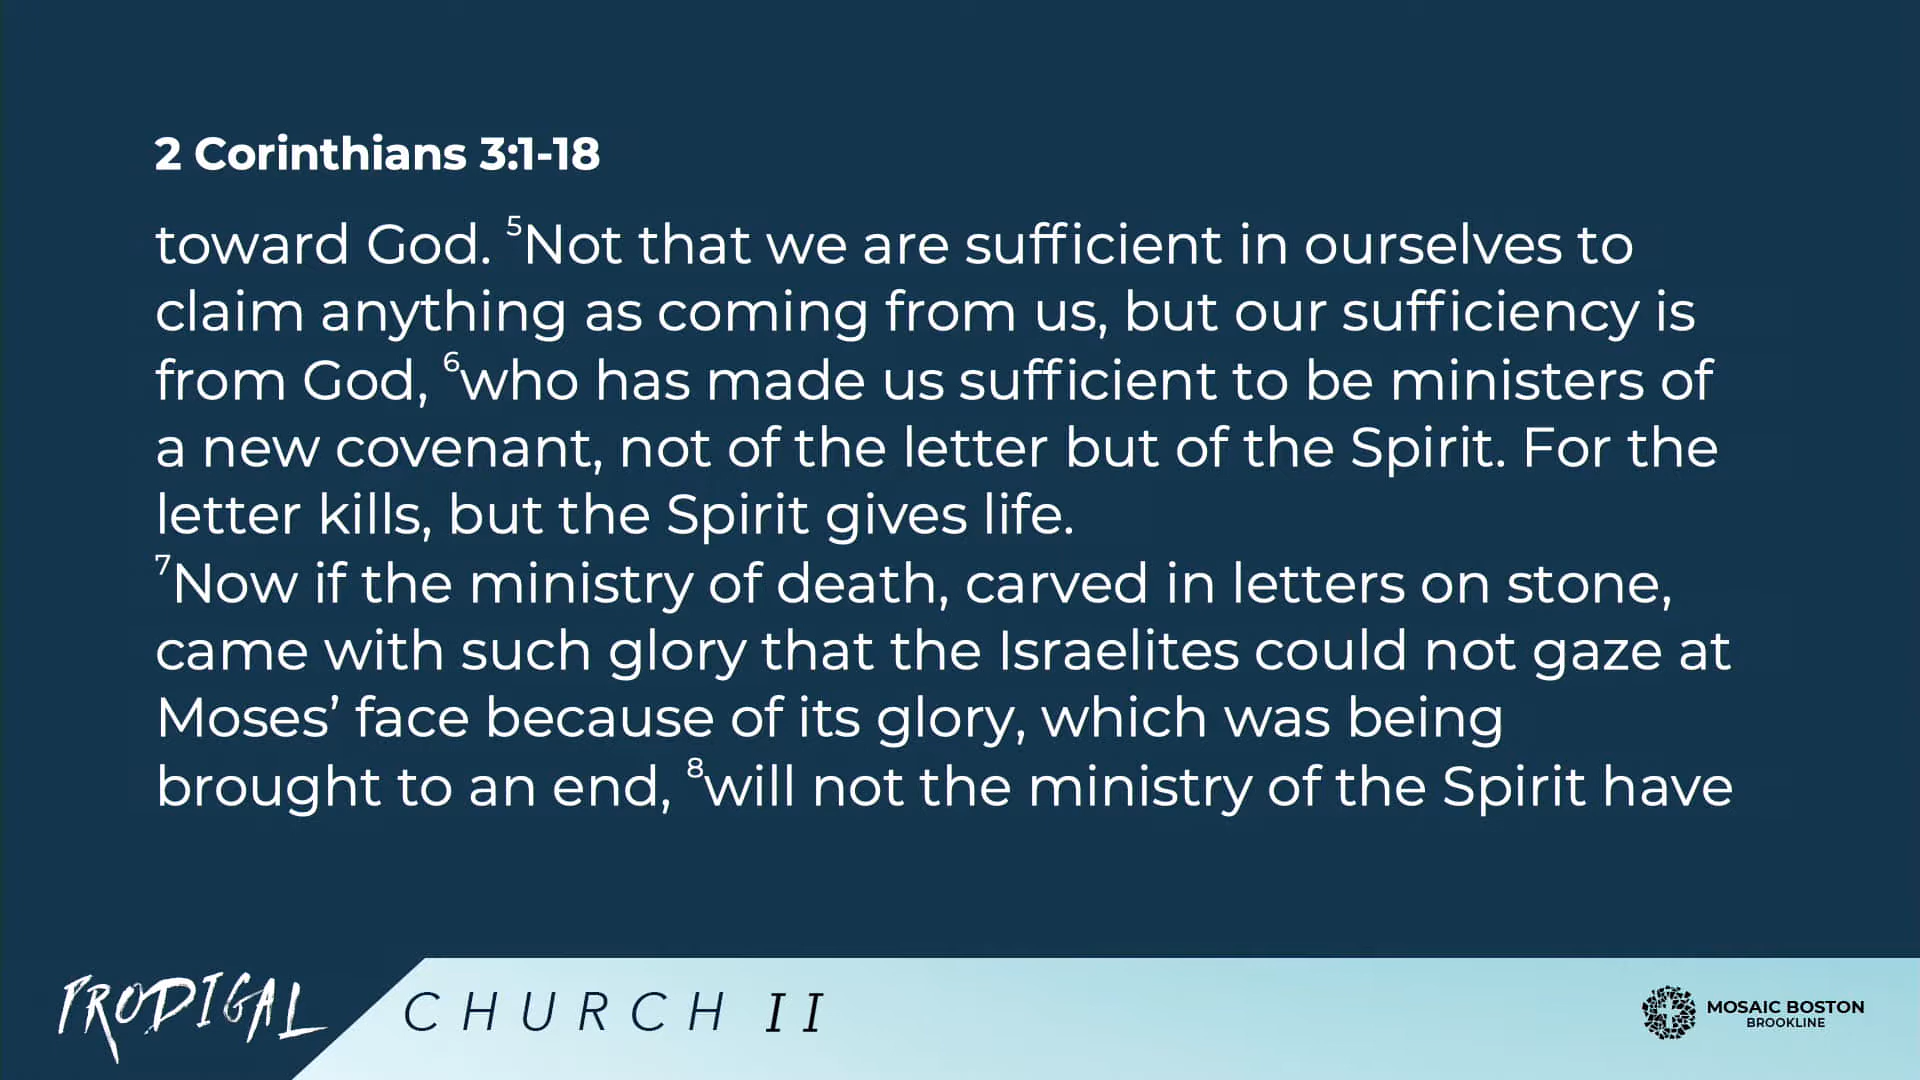 2 Corinthians 3:1-18
toward God. ⁵Not that we are sufficient in ourselves to
claim anything as coming from us, but our sufficiency is
from God, ⁶who has made us sufficient to be ministers of
a new covenant, not of the letter but of the Spirit. For the
letter kills, but the Spirit gives life.
⁷Now if the ministry of death, carved in letters on stone,
came with such glory that the Israelites could not gaze at
Moses’ face because of its glory, which was being
brought to an end, ⁸will not the ministry of the Spirit have
PRODIGAL CHURCH II
MOSAIC BOSTON
BROOKLINE